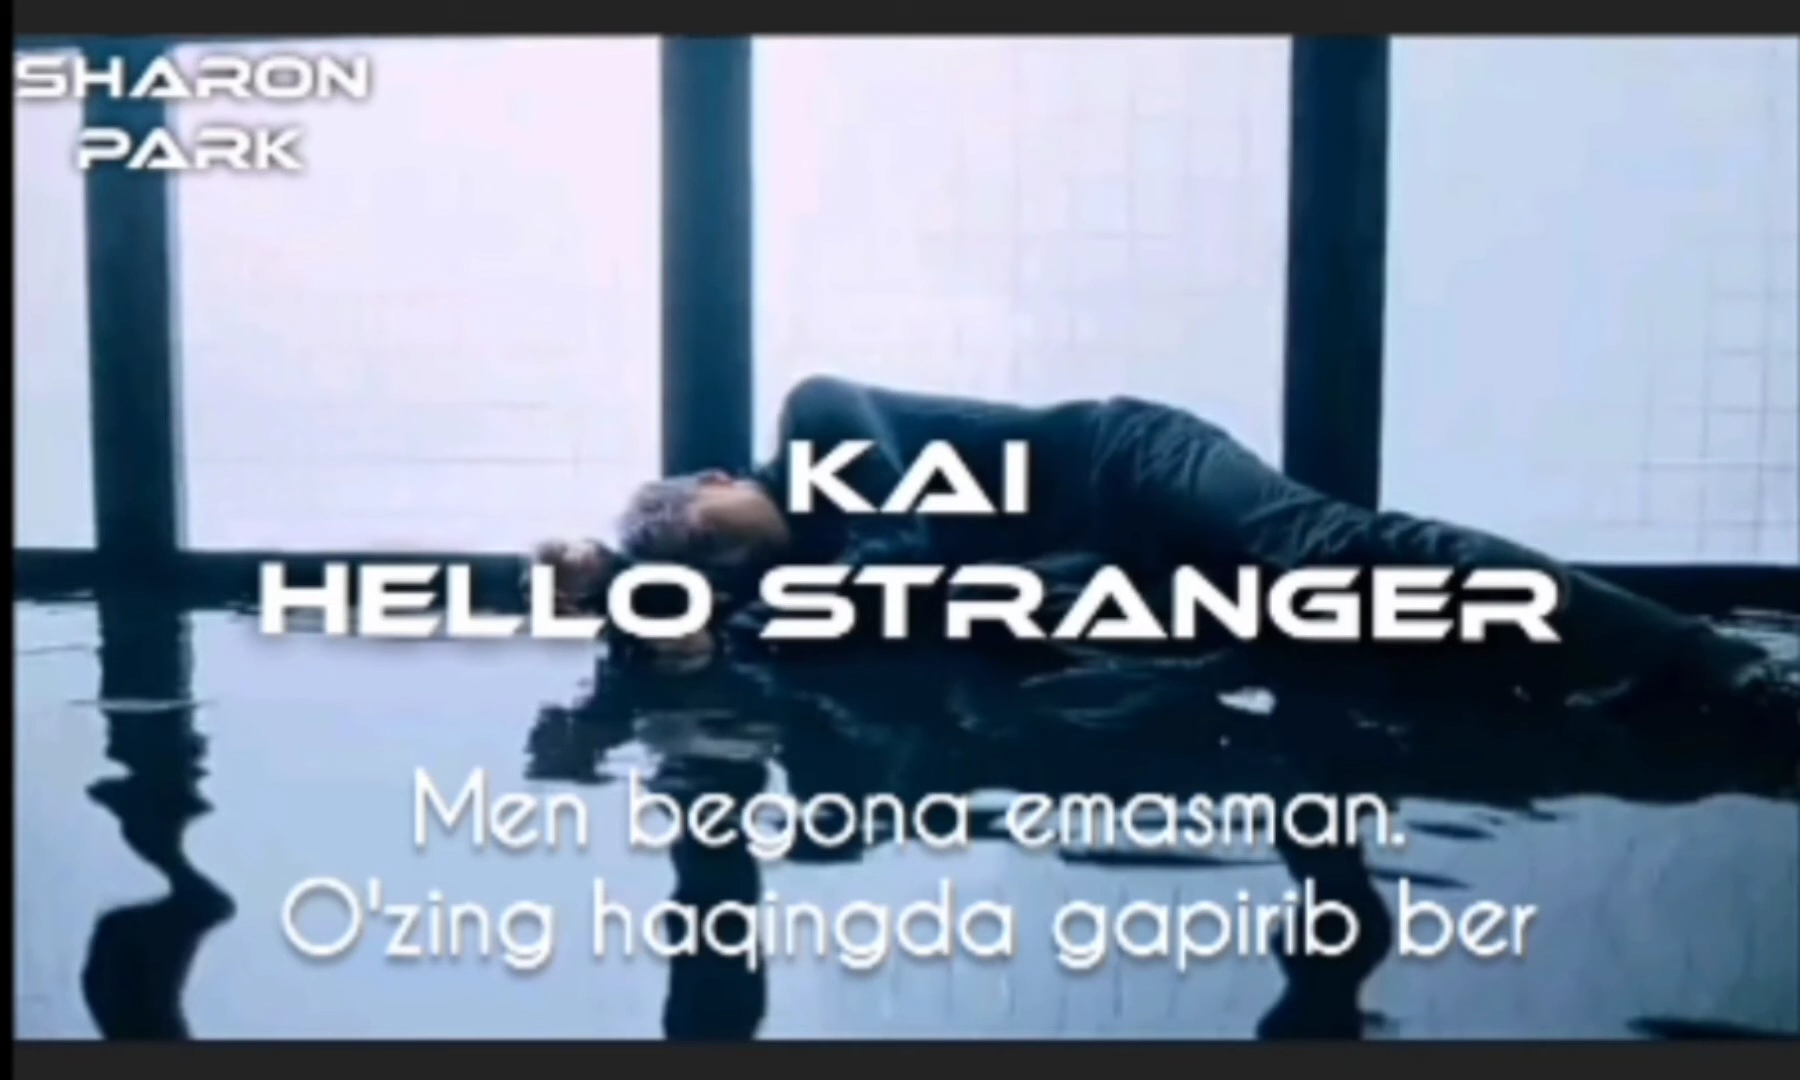 SHARON
PARK
KAI
HELLO STRANGER
Men begona emasman.
O'zing haqingda gapirib ber